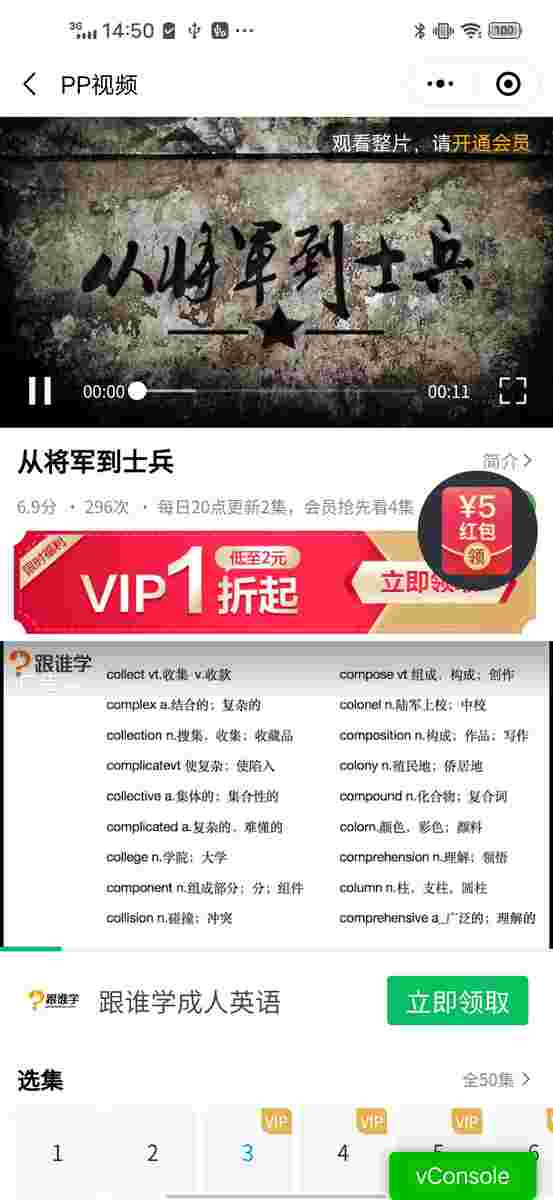 3G 14:50
100
PP视频
观看整片，请开通会员
从将军到士兵
00:00
00:11
从将军到士兵
简介
6.9分 · 296次 · 每日20点更新2集，会员抢先看4集
¥5
红包
领
限时福利
VIP1折起
低至2元
立即领取
跟谁学
collect vt.收集 v.收款
compose vt 组成，构成；创作
complex a.结合的；复杂的
colonel n.陆军上校；中校
collection n.搜集，收集；收藏品
composition n.构成；作品；写作
complicatevt 使复杂；使陷入
colony n.殖民地；侨居地
collective a.集体的；集合性的
compound n.化合物；复合词
complicated a.复杂的，难懂的
colorn.颜色，彩色；颜料
college n.学院；大学
comprehension n.理解；领悟
component n.组成部分；分；组件
column n.柱，支柱，圆柱
collision n.碰撞；冲突
comprehensive a_广泛的；理解的
跟谁学
跟谁学成人英语
立即领取
选集
全50集
VIP
VIP
VIP
1
2
3
4
5
6
vConsole